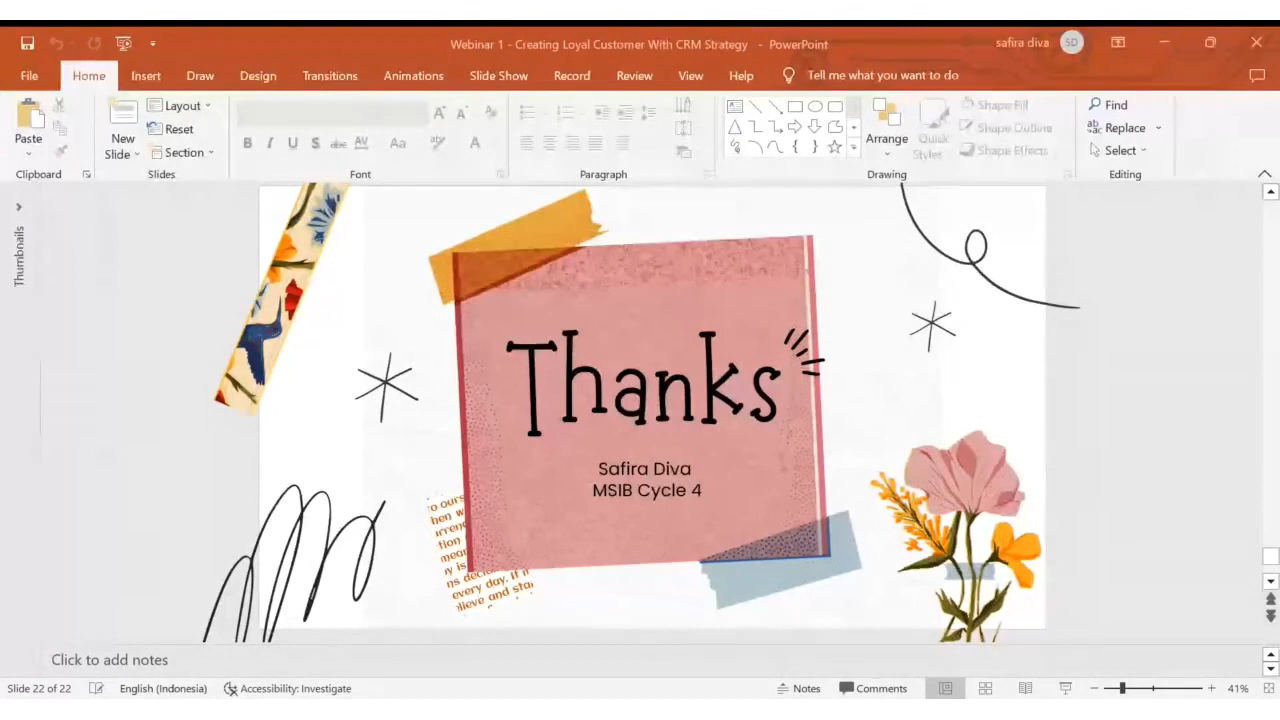 Webinar 1 - Creating Loyal Customer With CRM Strategy - PowerPoint
safira diva SD
File Home Insert Draw Design Transitions Animations Slide Show Record Review View Help Tell me what you want to do
Paste
Clipboard
New Slide
Layout
Reset
Section
Slides
B I U S abc AV Aa A
Font
Paragraph
Arrange
Quick Styles
Shape Fill
Shape Outline
Shape Effects
Drawing
Find
Replace
Select
Editing
Thumbnails
Thanks
Safira Diva
MSIB Cycle 4
every day. If
Click to add notes
Slide 22 of 22 English (Indonesia) Accessibility: Investigate Notes Comments 41%